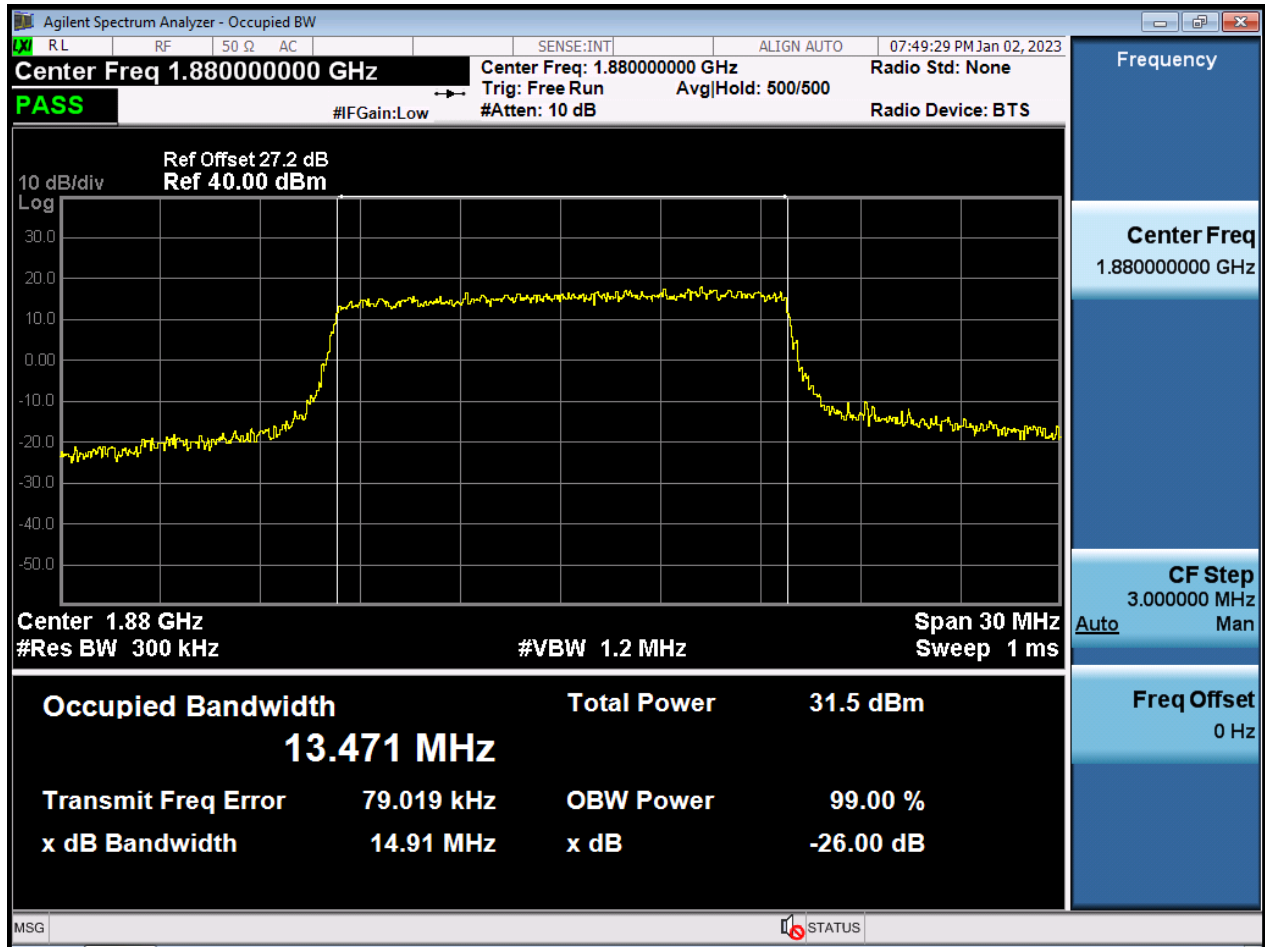 Agilent Spectrum Analyzer - Occupied BW
LXI RL RF 50 Ω AC SENSE:INT ALIGN AUTO 07:49:29 PM Jan 02, 2023
Center Freq 1.880000000 GHz
PASS
#IFGain:Low
Center Freq: 1.880000000 GHz
Trig: Free Run Avg|Hold: 500/500
#Atten: 10 dB
Radio Std: None
Radio Device: BTS
Ref Offset 27.2 dB
10 dB/div Ref 40.00 dBm
Log
30.0
20.0
10.0
0.00
-10.0
-20.0
-30.0
-40.0
-50.0
Center 1.88 GHz Span 30 MHz
#Res BW 300 kHz #VBW 1.2 MHz Sweep 1 ms
Occupied Bandwidth Total Power 31.5 dBm
13.471 MHz
Transmit Freq Error 79.019 kHz OBW Power 99.00 %
x dB Bandwidth 14.91 MHz x dB -26.00 dB
Frequency
Center Freq
1.880000000 GHz
CF Step
3.000000 MHz
Auto Man
Freq Offset
0 Hz
MSG STATUS